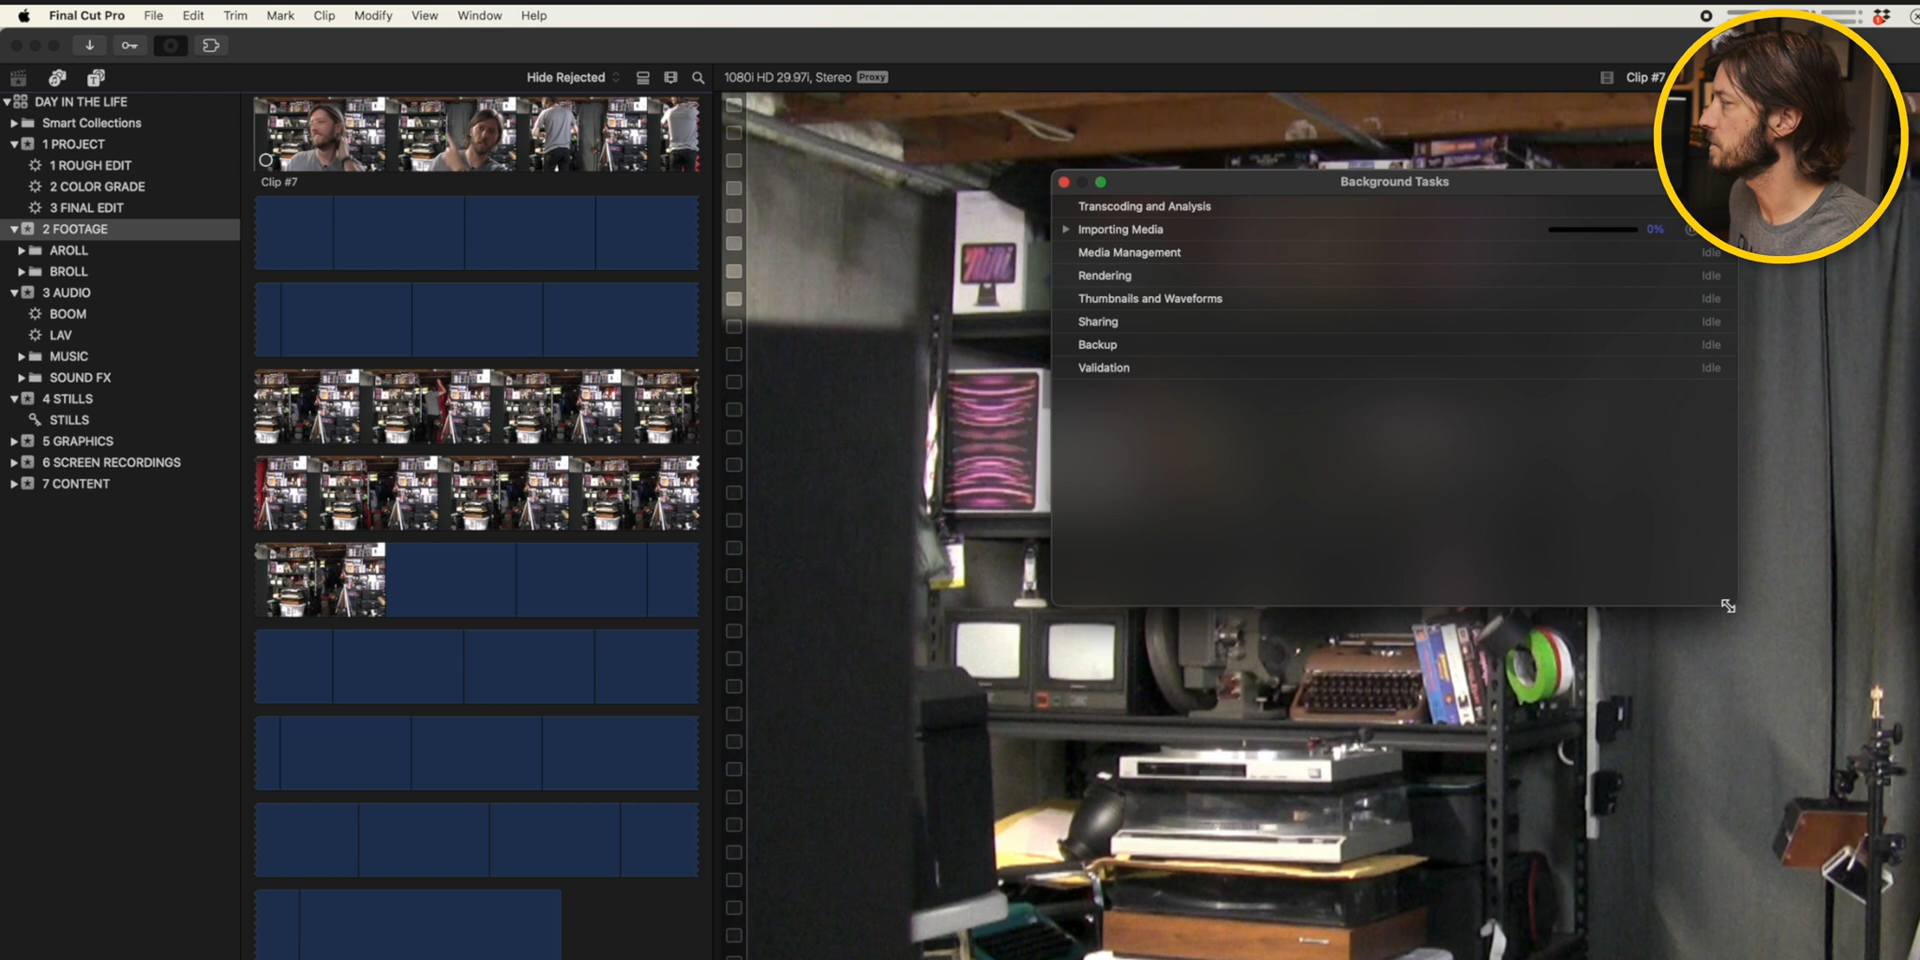 Final Cut Pro File Edit Trim Mark Clip Modify View Window Help
Hide Rejected
1080i HD 29.97i, Stereo Proxy
Clip #7
DAY IN THE LIFE
Smart Collections
1 PROJECT
1 ROUGH EDIT
2 COLOR GRADE
3 FINAL EDIT
2 FOOTAGE
AROLL
BROLL
3 AUDIO
BOOM
LAV
MUSIC
SOUND FX
4 STILLS
STILLS
5 GRAPHICS
6 SCREEN RECORDINGS
7 CONTENT
Clip #7
Background Tasks
Transcoding and Analysis
Importing Media 0%
Media Management Idle
Rendering Idle
Thumbnails and Waveforms Idle
Sharing Idle
Backup Idle
Validation Idle